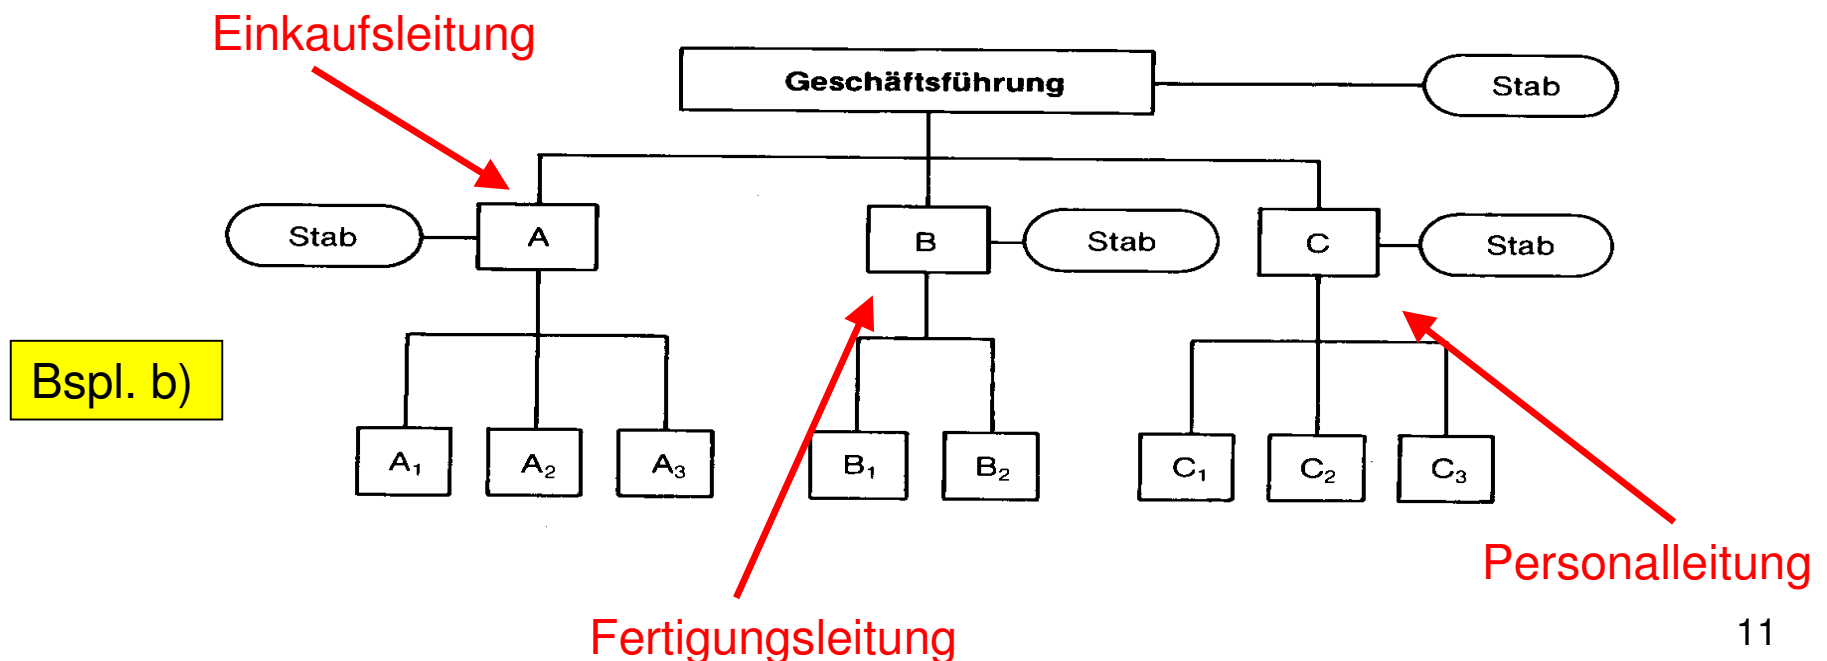 Einkaufsleitung
Geschäftsführung
Stab
Stab
A
B
Stab
C
Stab
Bspl. b)
A₁
A₂
A₃
B₁
B₂
C₁
C₂
C₃
Personalleitung
Fertigungsleitung
11